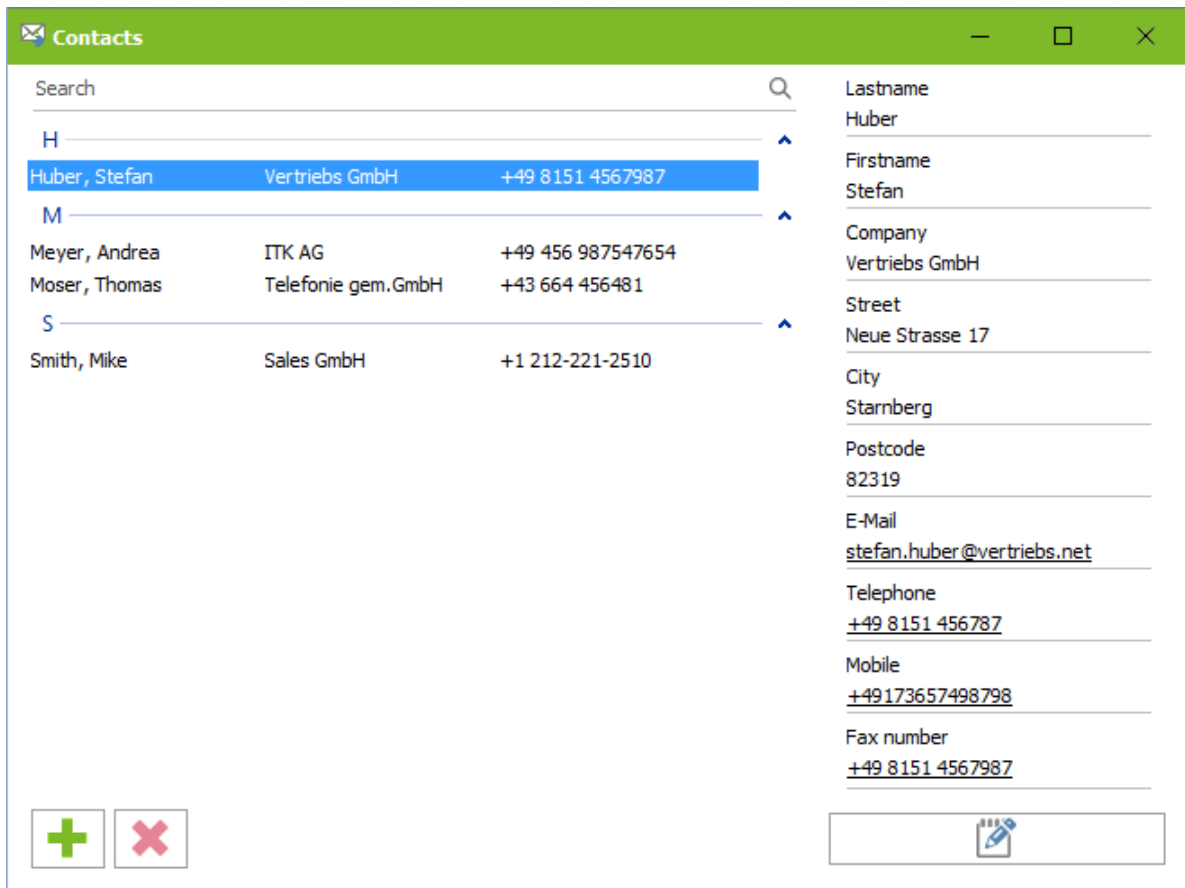 Contacts
Search
H
Huber, Stefan Vertriebs GmbH +49 8151 4567987
M
Meyer, Andrea ITK AG +49 456 987547654
Moser, Thomas Telefonie gem.GmbH +43 664 456481
S
Smith, Mike Sales GmbH +1 212-221-2510
Lastname
Huber
Firstname
Stefan
Company
Vertriebs GmbH
Street
Neue Strasse 17
City
Starnberg
Postcode
82319
E-Mail
stefan.huber@vertriebs.net
Telephone
+49 8151 456787
Mobile
+49173657498798
Fax number
+49 8151 4567987